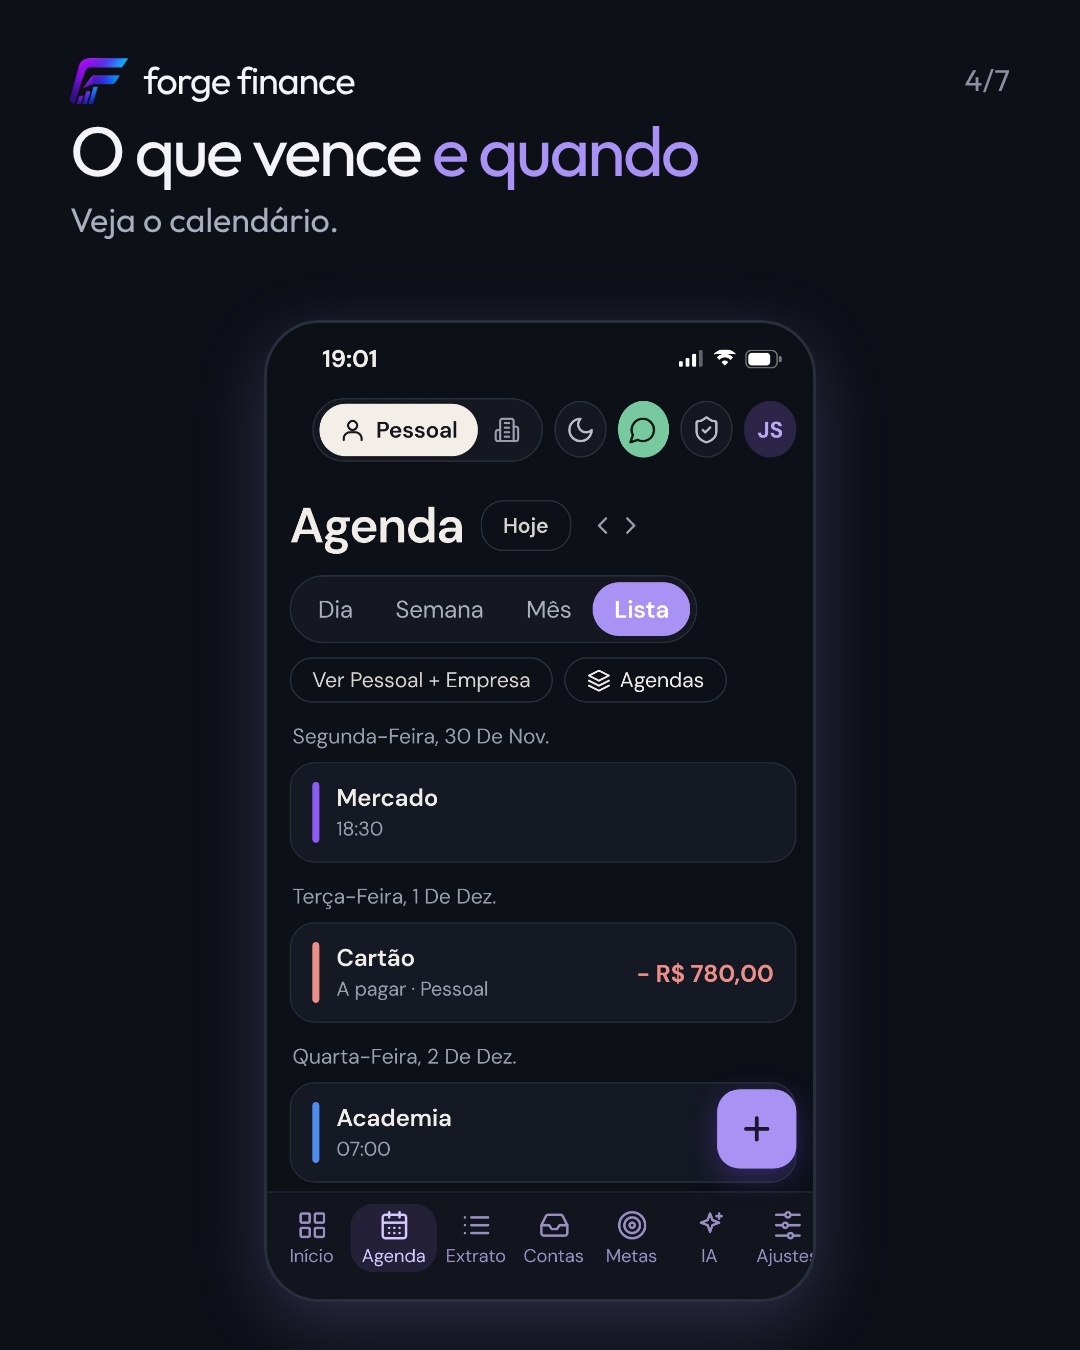 forge finance
4/7
O que vence e quando
Veja o calendário.
19:01
Pessoal
JS
Agenda
Hoje
Dia
Semana
Mês
Lista
Ver Pessoal + Empresa
Agendas
Segunda-Feira, 30 De Nov.
Mercado
18:30
Terça-Feira, 1 De Dez.
Cartão
A pagar · Pessoal
- R$ 780,00
Quarta-Feira, 2 De Dez.
Academia
07:00
+
Início
Agenda
Extrato
Contas
Metas
IA
Ajustes